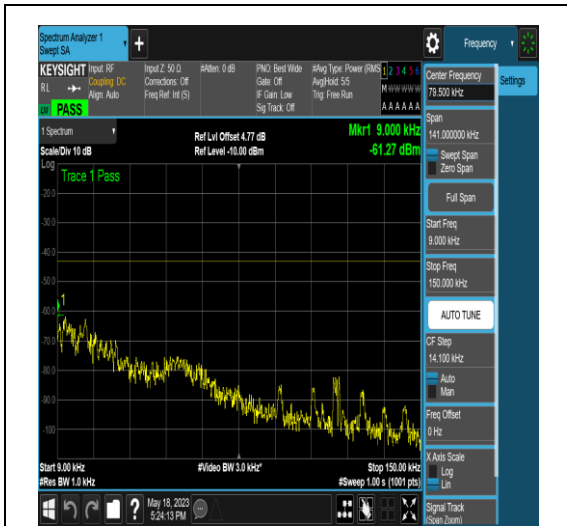 Spectrum Analyzer 1
Swept SA
+
Frequency
KEYSIGHT
RL
PASS
Input: RF
Coupling: DC
Align: Auto
Input Z: 50 Ω
Corrections: Off
Freq Ref: Int (S)
#Atten: 0 dB
PNO: Best Wide
Gate: Off
IF Gain: Low
Sig Track: Off
#Avg Type: Power (RMS
Avg|Hold: 5/5
Trig: Free Run
1 2 3 4 5 6
M W W W W W
A A A A A A
Center Frequency
79.500 kHz
Settings
Span
141.000000 kHz
Swept Span
Zero Span
Full Span
Start Freq
9.000 kHz
Stop Freq
150.000 kHz
AUTO TUNE
CF Step
14.100 kHz
Auto
Man
Freq Offset
0 Hz
X Axis Scale
Log
Lin
Signal Track
(Span Zoom)
1 Spectrum
Scale/Div 10 dB
Ref Lvl Offset 4.77 dB
Ref Level -10.00 dBm
Mkr1 9.000 kHz
-61.27 dBm
Log
Trace 1 Pass
-20.0
-30.0
-40.0
-50.0
-60.0
-70.0
-80.0
-90.0
-100
1
Start 9.00 kHz
#Res BW 1.0 kHz
#Video BW 3.0 kHz*
Stop 150.00 kHz
#Sweep 1.00 s (1001 pts)
?
May 18, 2023
5:24:13 PM